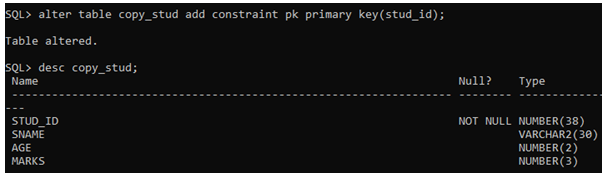 SQL> alter table copy_stud add constraint pk primary key(stud_id);
Table altered.
SQL> desc copy_stud;
Name Null? Type
----------------------------------------------------------------- -------- ------------
---
STUD_ID NOT NULL NUMBER(38)
SNAME VARCHAR2(30)
AGE NUMBER(2)
MARKS NUMBER(3)